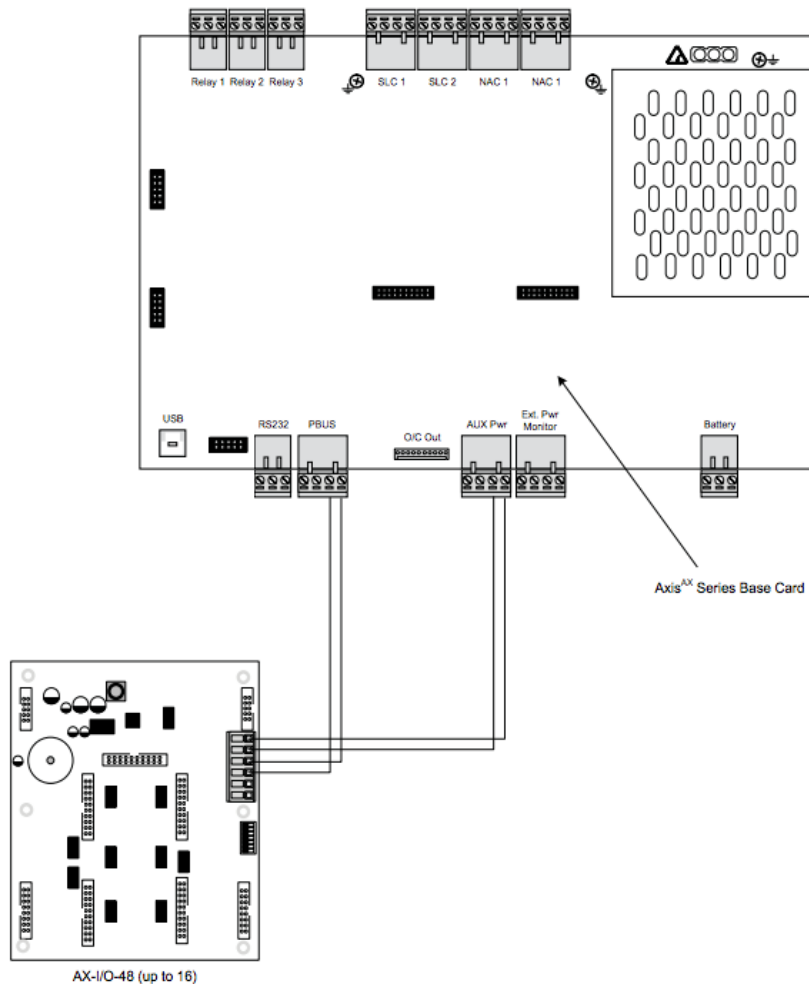 Relay 1 Relay 2 Relay 3
SLC 1 SLC 2 NAC 1 NAC 1
USB
RS232 PBUS
O/C Out
AUX Pwr
Ext. Pwr
Monitor
Battery
Axis^AX Series Base Card
AX-I/O-48 (up to 16)